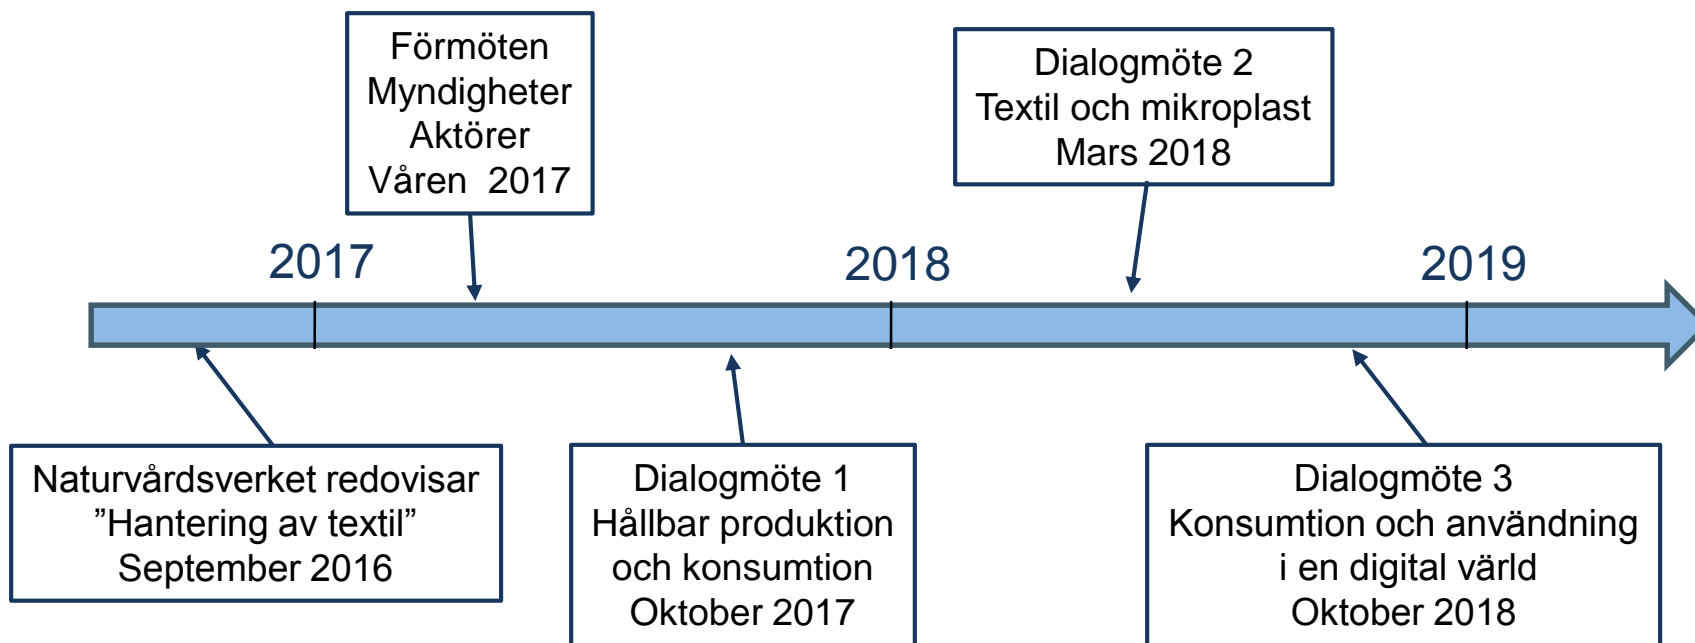 Förmöten
Myndigheter
Aktörer
Våren  2017
Dialogmöte 2
Textil och mikroplast
Mars 2018
2017
2018
2019
Naturvårdsverket redovisar
”Hantering av textil”
September 2016
Dialogmöte 1
Hållbar produktion
och konsumtion
Oktober 2017
Dialogmöte 3
Konsumtion och användning
i en digital värld
Oktober 2018